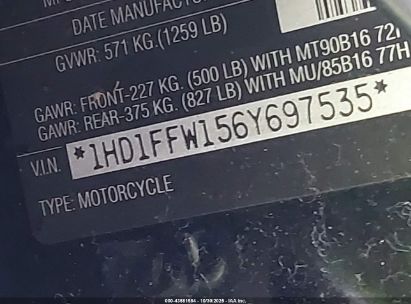 DATE MANUFACTU
GVWR: 571 KG.(1259 LB)
GAWR: FRONT-227 KG. (500 LB) WITH MT90B16 72
GAWR: REAR-375 KG. (827 LB) WITH MU/85B16 77H
V.I.N. *1HD1FFW156Y697535*
TYPE: MOTORCYCLE